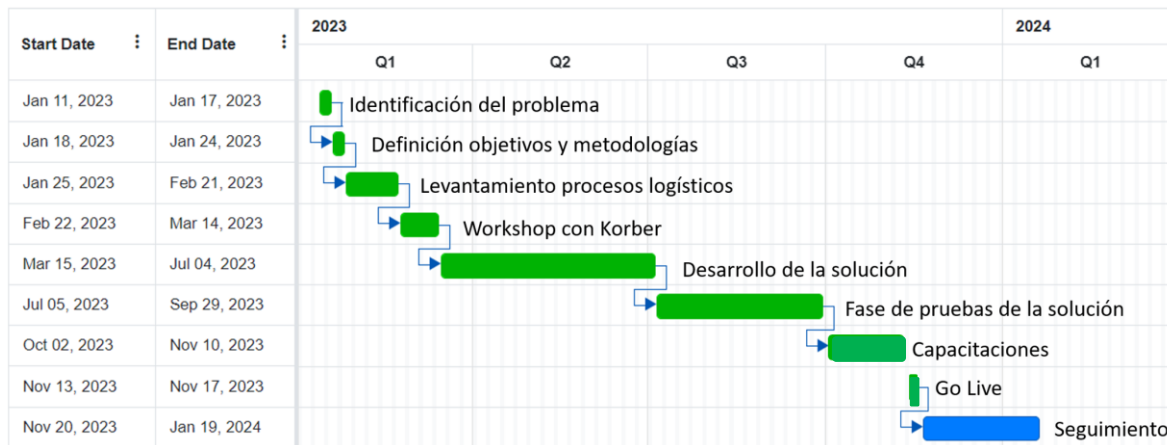 2023 2024
Start Date End Date
Q1 Q2 Q3 Q4 Q1
Jan 11, 2023 Jan 17, 2023 Identificación del problema
Jan 18, 2023 Jan 24, 2023 Definición objetivos y metodologías
Jan 25, 2023 Feb 21, 2023 Levantamiento procesos logísticos
Feb 22, 2023 Mar 14, 2023 Workshop con Korber
Mar 15, 2023 Jul 04, 2023 Desarrollo de la solución
Jul 05, 2023 Sep 29, 2023 Fase de pruebas de la solución
Oct 02, 2023 Nov 10, 2023 Capacitaciones
Nov 13, 2023 Nov 17, 2023 Go Live
Nov 20, 2023 Jan 19, 2024 Seguimiento